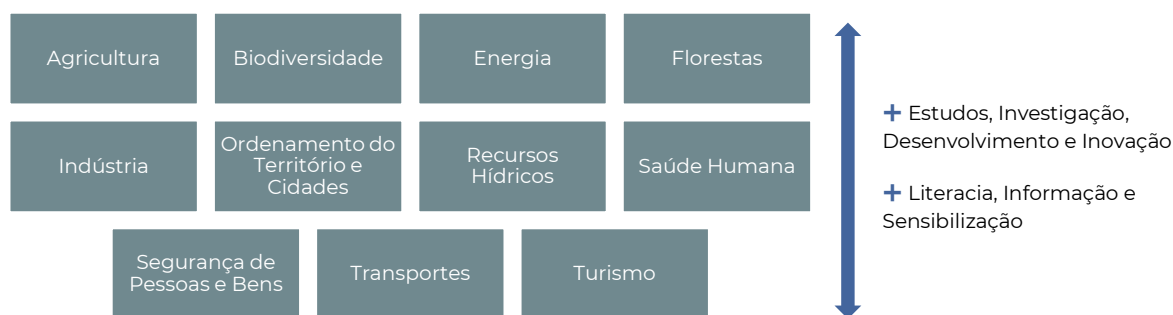 Agricultura
Biodiversidade
Energia
Florestas
Indústria
Ordenamento do
Território e
Cidades
Recursos
Hídricos
Saúde Humana
Segurança de
Pessoas e Bens
Transportes
Turismo
+ Estudos, Investigação,
Desenvolvimento e Inovação
+ Literacia, Informação e
Sensibilização